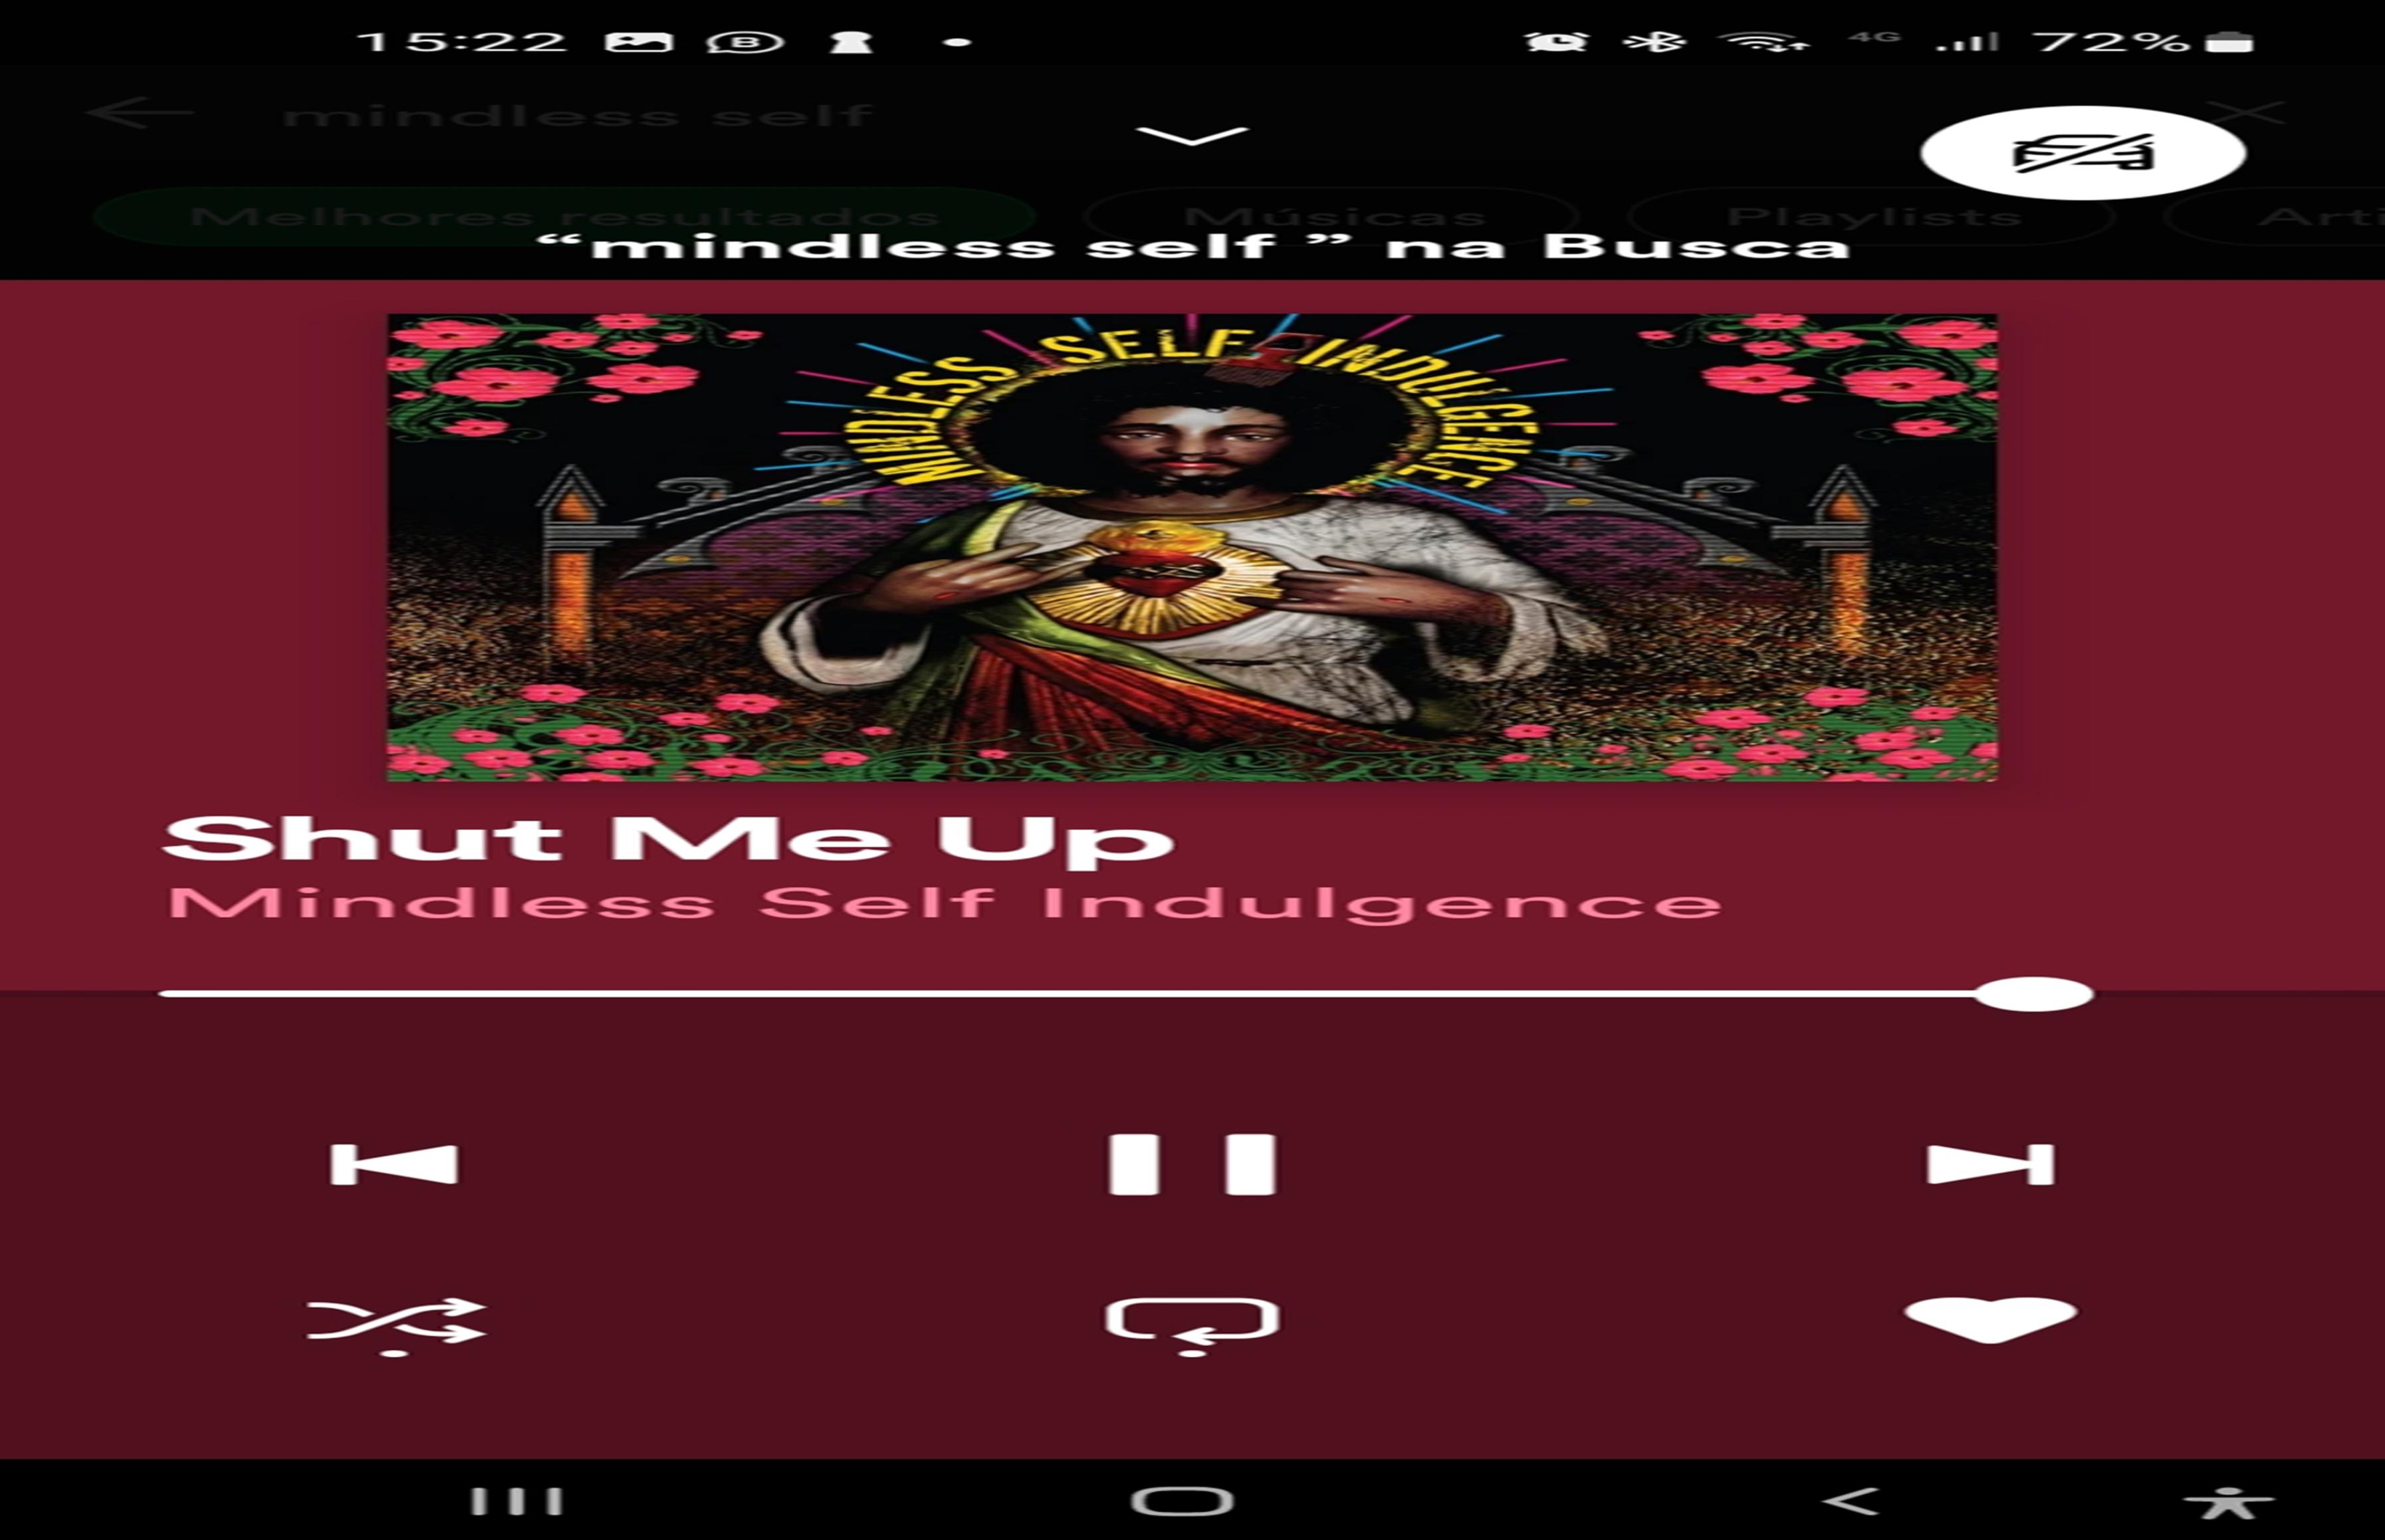 15:22 B 4G 72%
mindless self
Melhores resultados Músicas Playlists Arti
“mindless self ” na Busca
MINDLESS SELF INDULGENCE
Shut Me Up
Mindless Self Indulgence